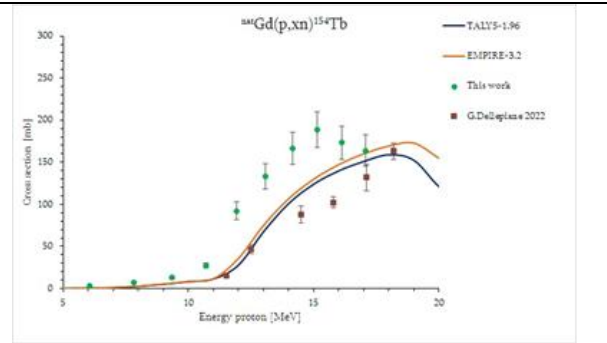 ⁿᵃᵗGd(p,xn)¹⁵⁴Tb
TALYS-1.96
EMPIRE-3.2
This work
G.Dellepiane 2022
Cross section [mb]
300
250
200
150
100
50
0
5
10
15
20
Energy proton [MeV]